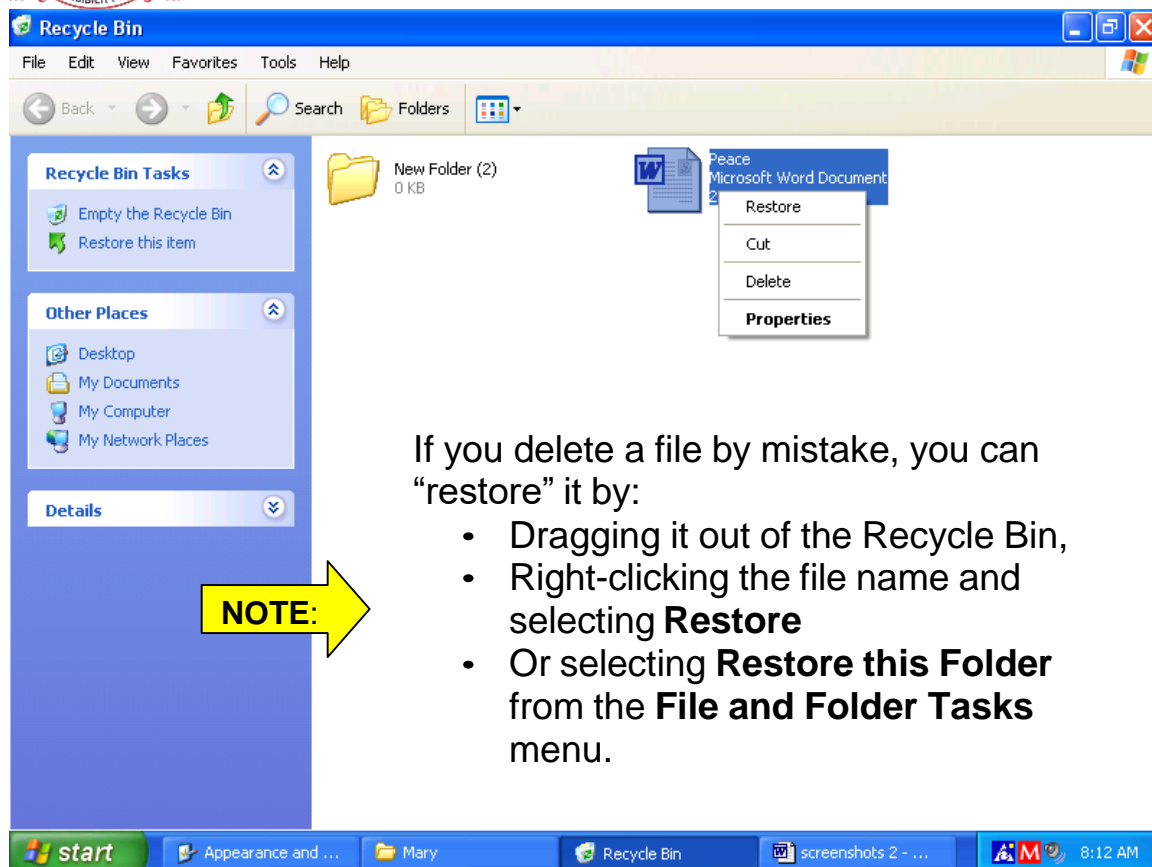 Recycle Bin
File Edit View Favorites Tools Help
Back Search Folders
Recycle Bin Tasks
Empty the Recycle Bin
Restore this item
Other Places
Desktop
My Documents
My Computer
My Network Places
Details
New Folder (2)
0 KB
Peace
Microsoft Word Document
2
Restore
Cut
Delete
Properties
If you delete a file by mistake, you can
“restore” it by:
• Dragging it out of the Recycle Bin,
• Right-clicking the file name and
selecting Restore
• Or selecting Restore this Folder
from the File and Folder Tasks
menu.
NOTE:
start Appearance and ... Mary Recycle Bin screenshots 2 - ... M 8:12 AM